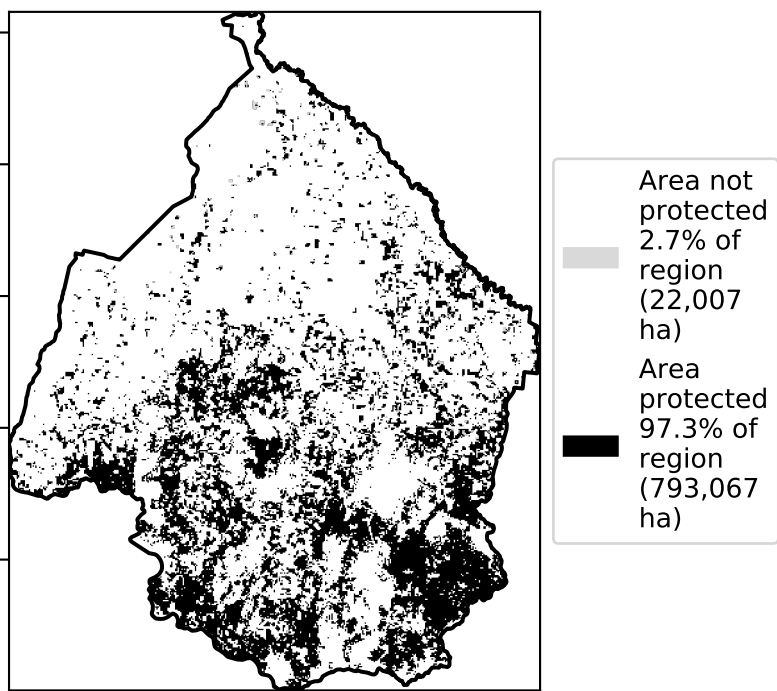 Area not
protected
2.7% of
region
(22,007
ha)
Area
protected
97.3% of
region
(793,067
ha)